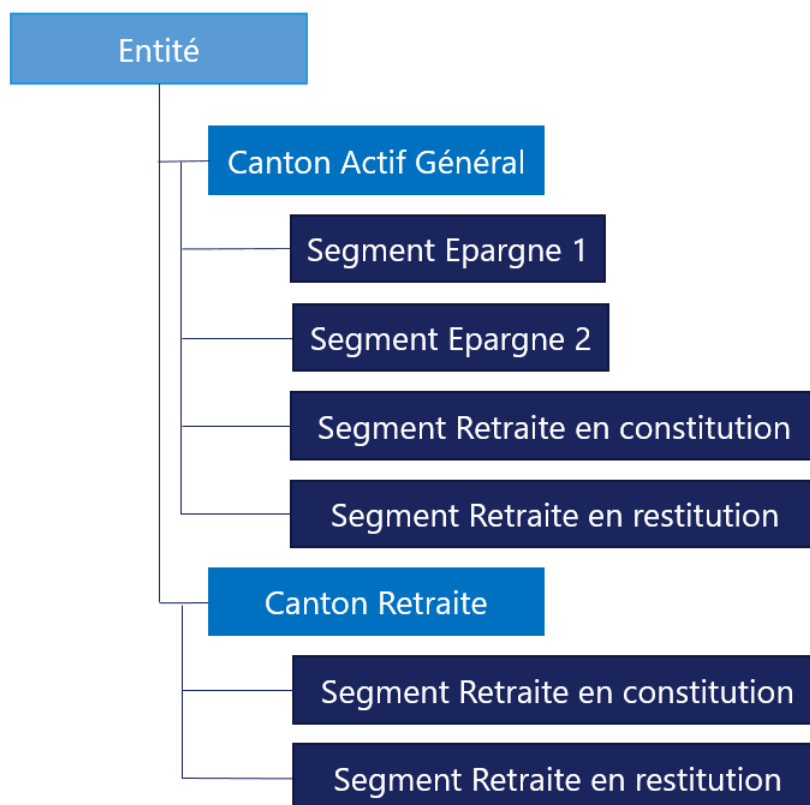 Entité
Canton Actif Général
Segment Epargne 1
Segment Epargne 2
Segment Retraite en constitution
Segment Retraite en restitution
Canton Retraite
Segment Retraite en constitution
Segment Retraite en restitution